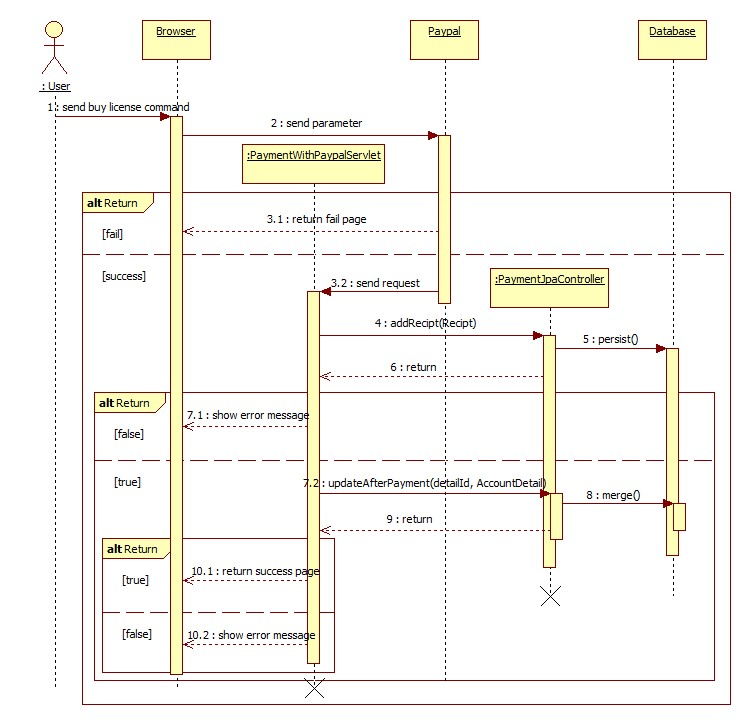 Browser
Paypal
Database
: User
1 : send buy license command
2 : send parameter
:PaymentWithPaypalServlet
alt Return
3.1 : return fail page
[fail]
[success]
:PaymentJpaController
3.2 : send request
4 : addRecipt(Recipt)
5 : persist()
6 : return
alt Return
7.1 : show error message
[false]
[true]
7.2 : updateAfterPayment(detailId, AccountDetail)
8 : merge()
9 : return
alt Return
10.1 : return success page
[true]
[false]
10.2 : show error message